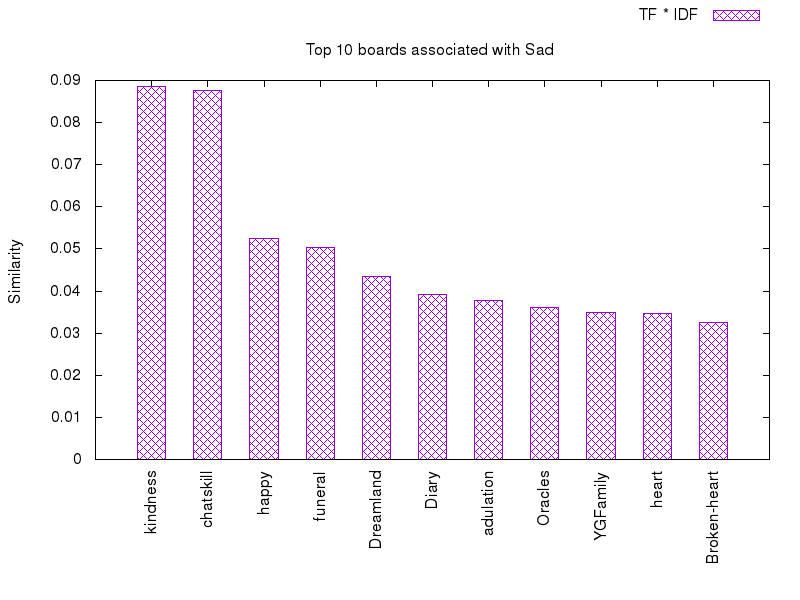 TF * IDF
Top 10 boards associated with Sad
Similarity
0.09
0.08
0.07
0.06
0.05
0.04
0.03
0.02
0.01
0
kindness
chatskill
happy
funeral
Dreamland
Diary
adulation
Oracles
YGFamily
heart
Broken-heart